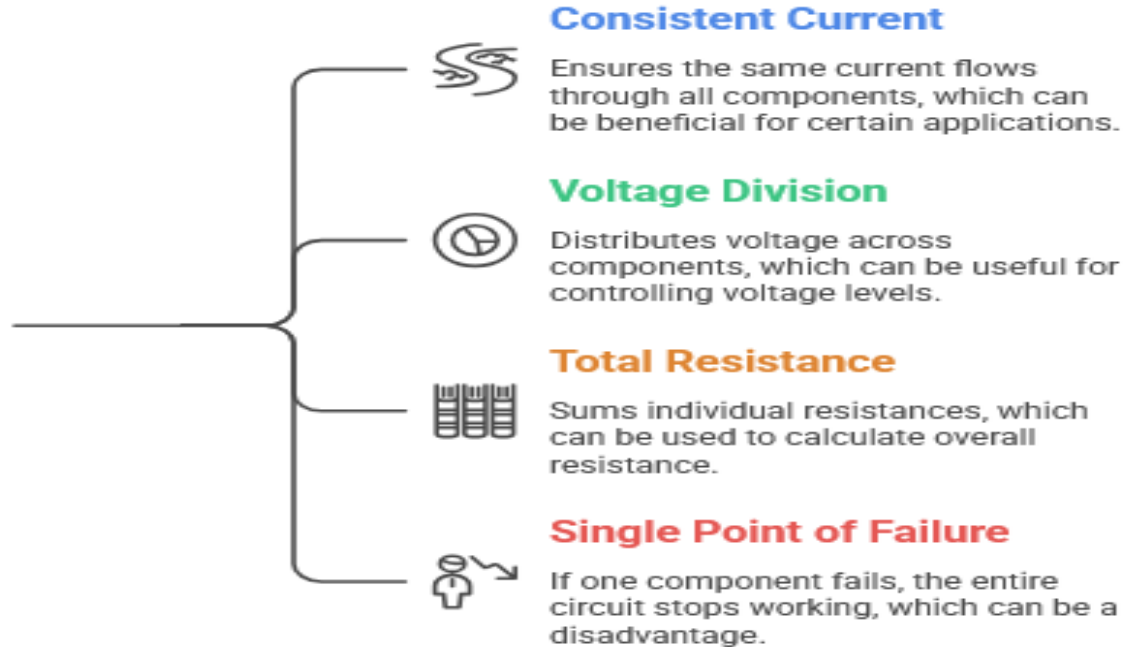 Consistent Current
Ensures the same current flows
through all components, which can
be beneficial for certain applications.
Voltage Division
Distributes voltage across
components, which can be useful for
controlling voltage levels.
Total Resistance
Sums individual resistances, which
can be used to calculate overall
resistance.
Single Point of Failure
If one component fails, the entire
circuit stops working, which can be a
disadvantage.